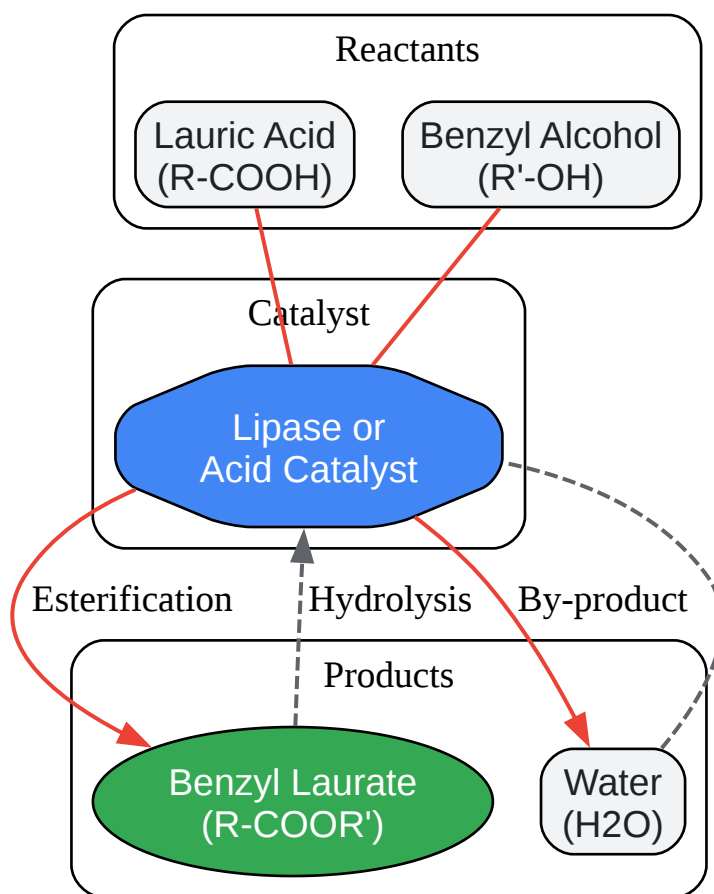 Reactants
Lauric Acid
(R-COOH)
Benzyl Alcohol
(R'-OH)
Catalyst
Lipase or
Acid Catalyst
Esterification
Hydrolysis
By-product
Products
Benzyl Laurate
(R-COOR')
Water
(H2O)